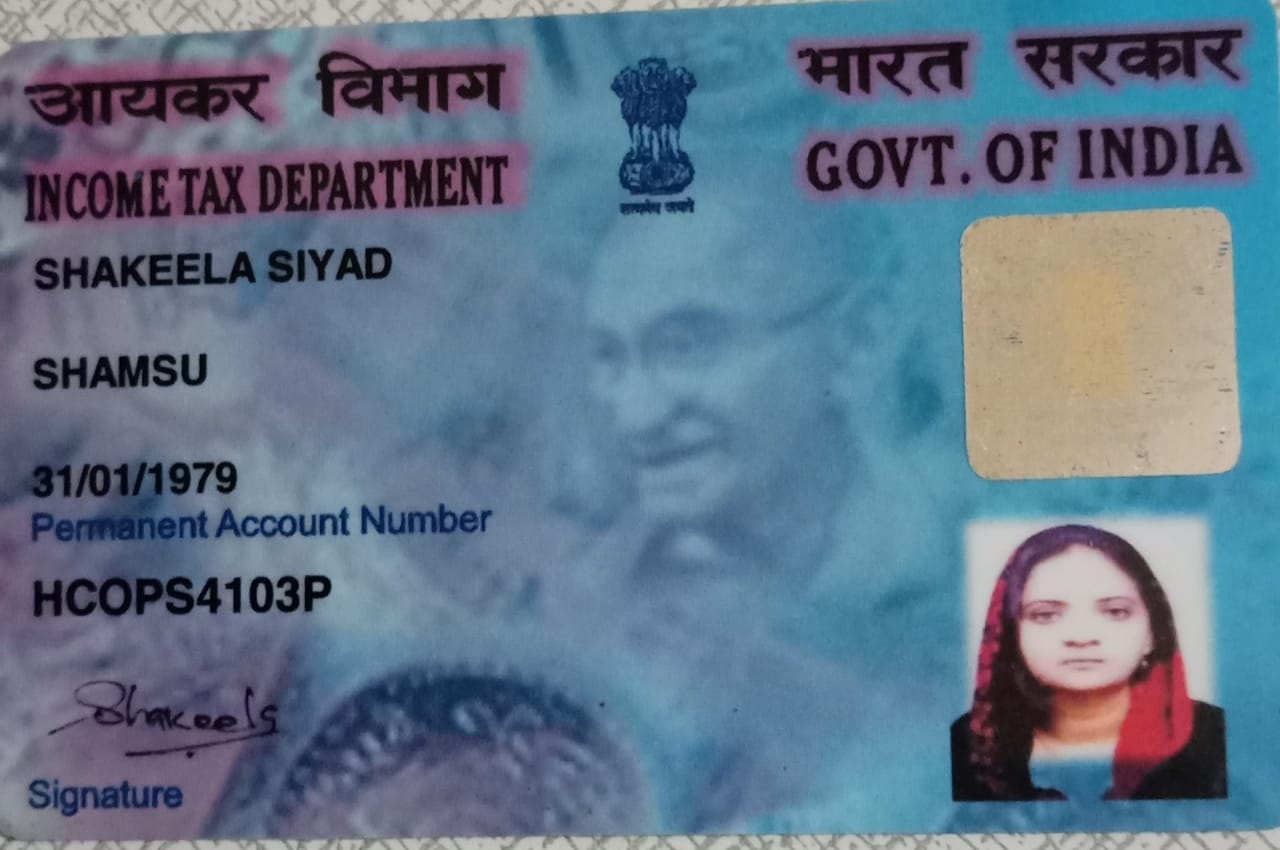 आयकर विभाग
INCOME TAX DEPARTMENT
सत्यमेव जयते
भारत सरकार
GOVT. OF INDIA
SHAKEELA SIYAD
SHAMSU
31/01/1979
Permanent Account Number
HCOPS4103P
Shakeela
Signature